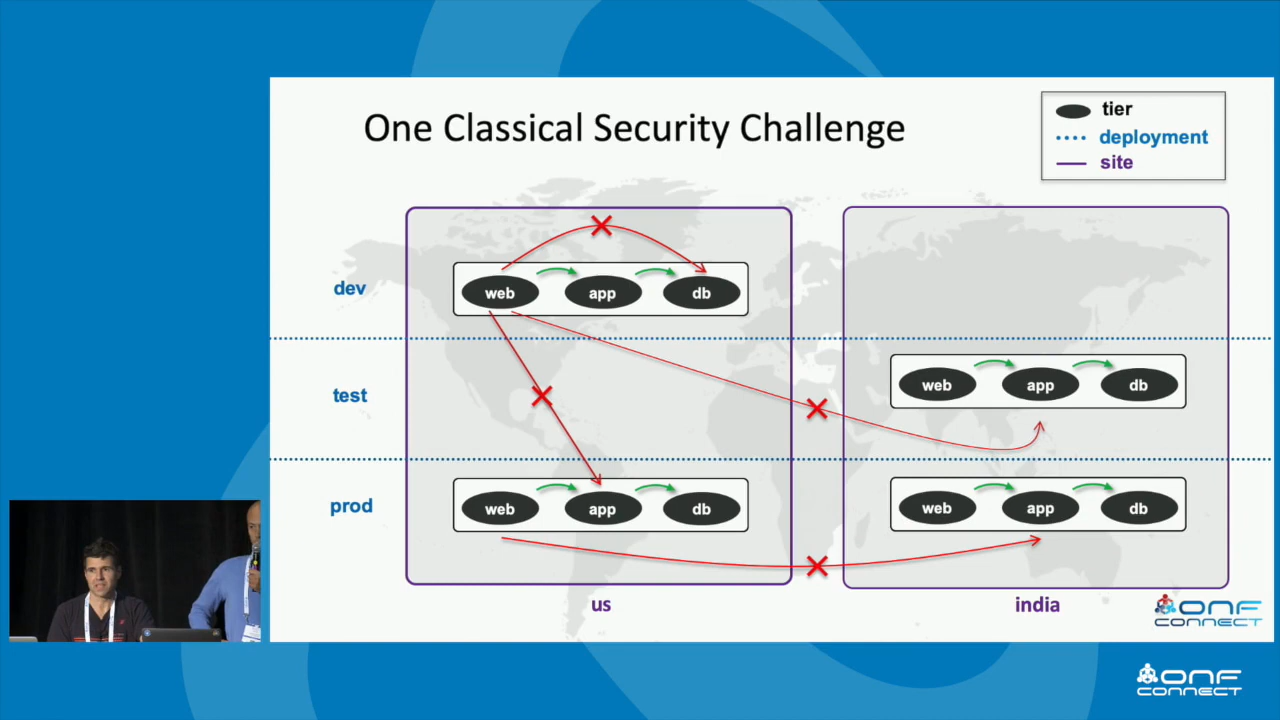 One Classical Security Challenge
tier
deployment
site
dev
web app db
test
web app db
prod
web app db
web app db
us
india
ONF
CONNECT
ONF
CONNECT